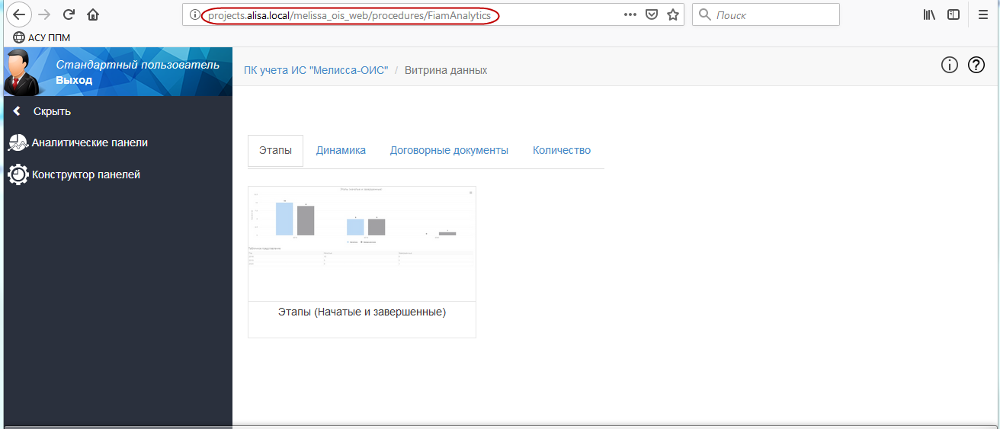 projects.alisa.local/melissa_ois_web/procedures/FiamAnalytics
Поиск
АСУ ППМ
Стандартный пользователь
Выход
ПК учета ИС "Мелисса-ОИС" / Витрина данных
Скрыть
Аналитические панели
Конструктор панелей
Этапы Динамика Договорные документы Количество
Этапы (Начатые и завершенные)